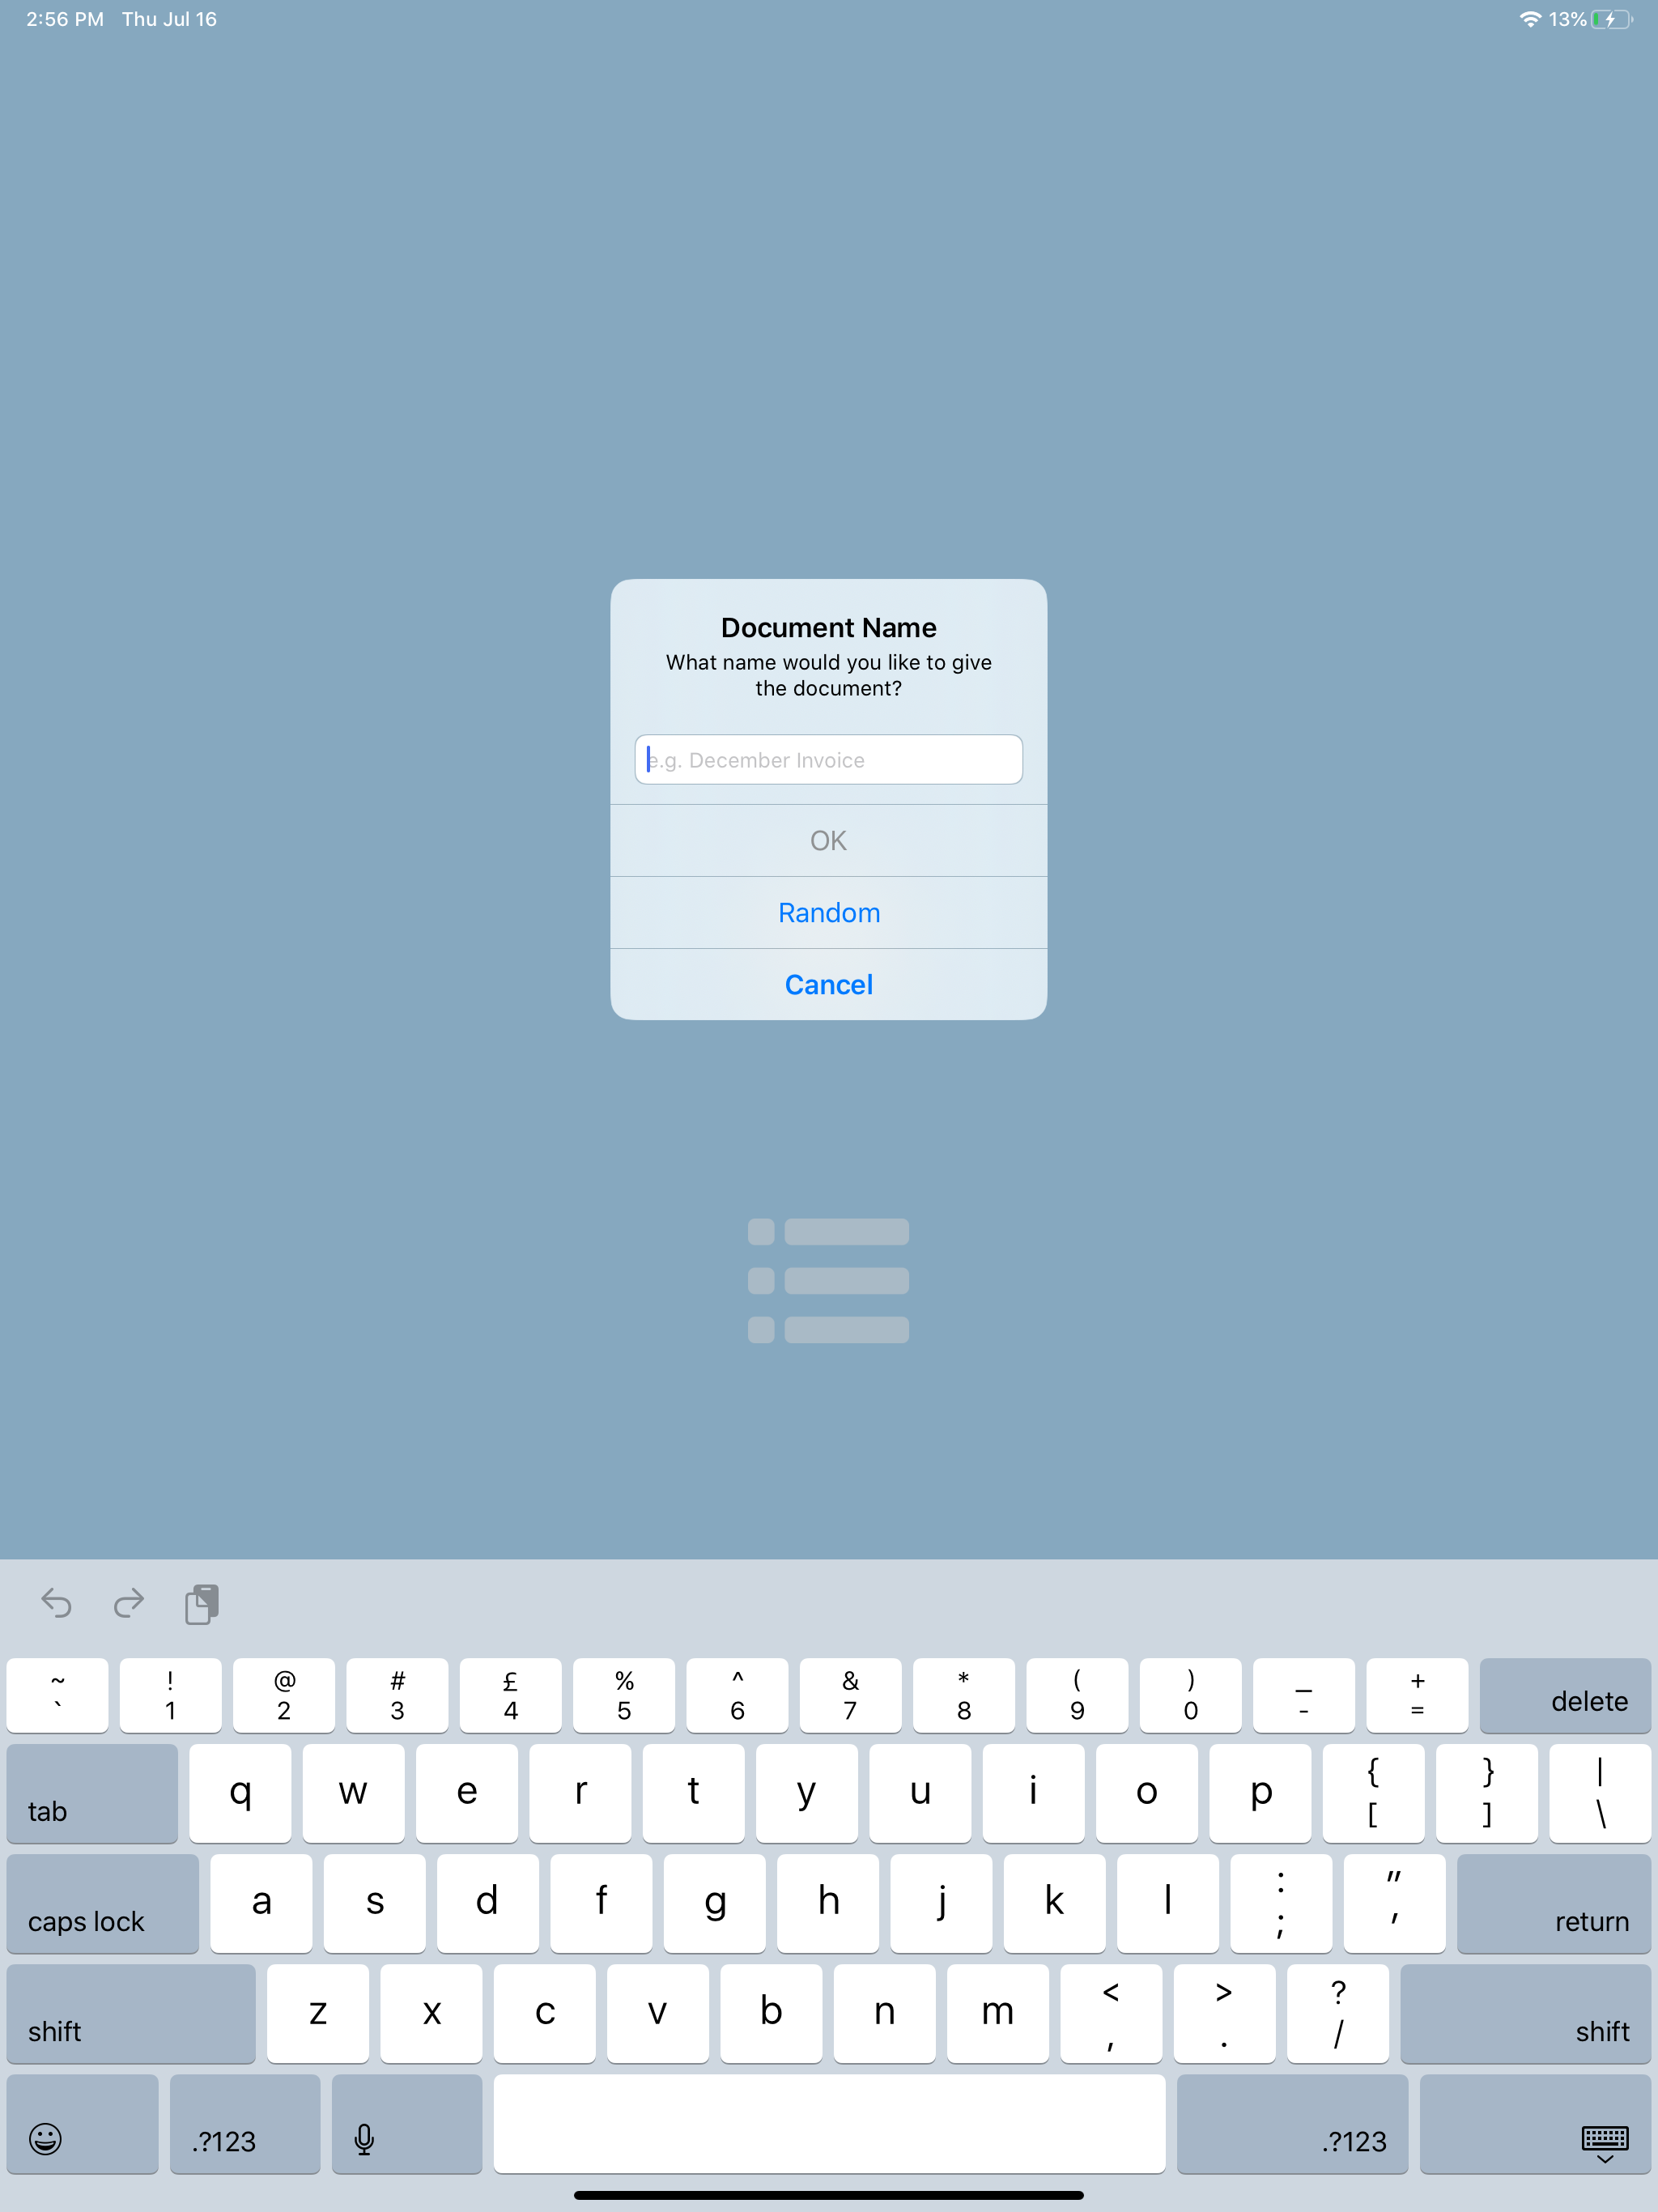 2:56 PM Thu Jul 16 13%
Document Name
What name would you like to give
the document?
e.g. December Invoice
OK
Random
Cancel
~ ! @ # £ % ^ & * ( ) _ +
` 1 2 3 4 5 6 7 8 9 0 - = delete
tab q w e r t y u i o p { [ } ] | \
caps lock a s d f g h j k l : ; " ' return
shift z x c v b n m < , > . ? / shift
.?123 .?123